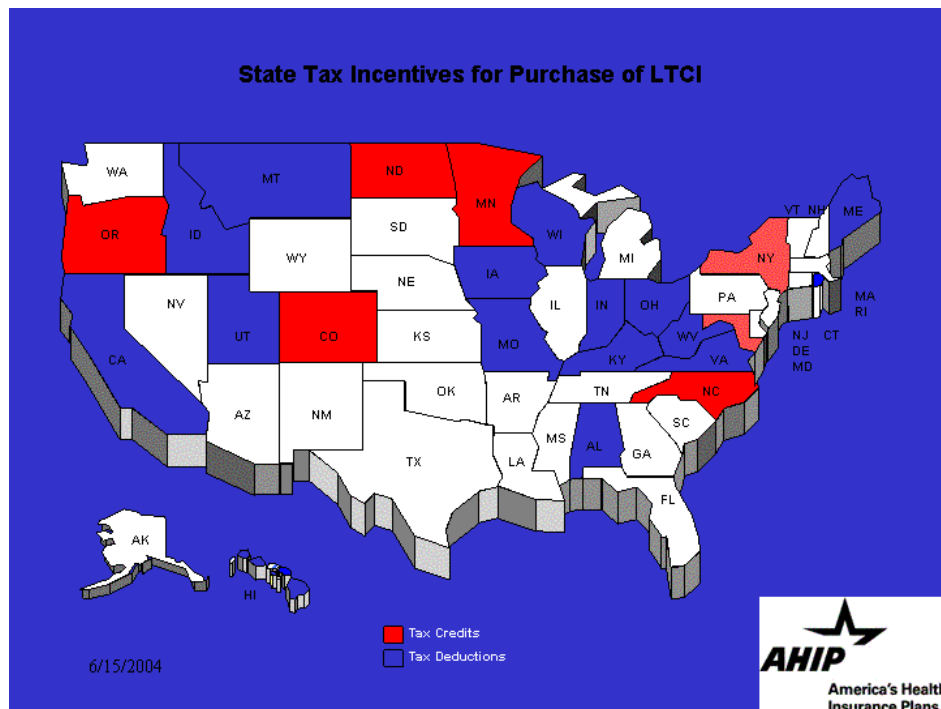 State Tax Incentives for Purchase of LTCI
WA
MT
ND
MN
VT NH
ME
OR
ID
SD
WI
NY
WY
MI
IA
NE
PA
NV
IL
IN
OH
MA
RI
UT
CO
KS
MO
WV
NJ
CT
CA
KY
VA
DE
MD
OK
TN
NC
AZ
NM
AR
SC
MS
AL
GA
TX
LA
FL
AK
HI
Tax Credits
Tax Deductions
6/15/2004
AHIP
America's Health
Insurance Plans